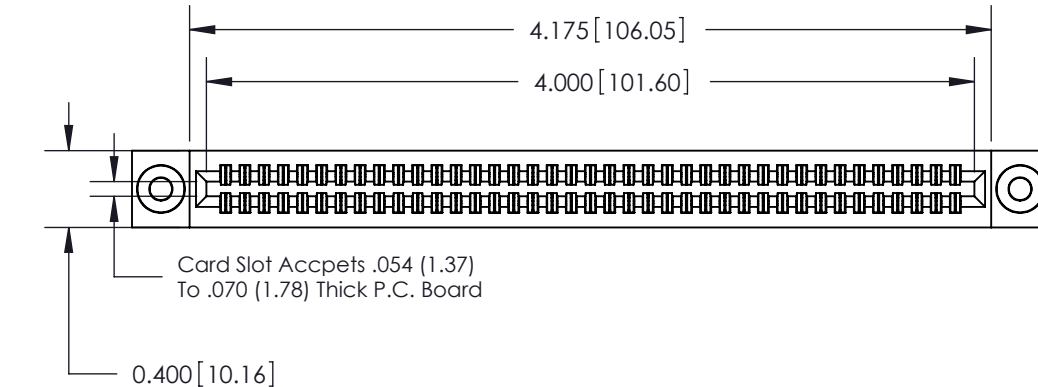 4.175[106.05]
4.000[101.60]
Card Slot Accpets .054 (1.37)
To .070 (1.78) Thick P.C. Board
0.400[10.16]